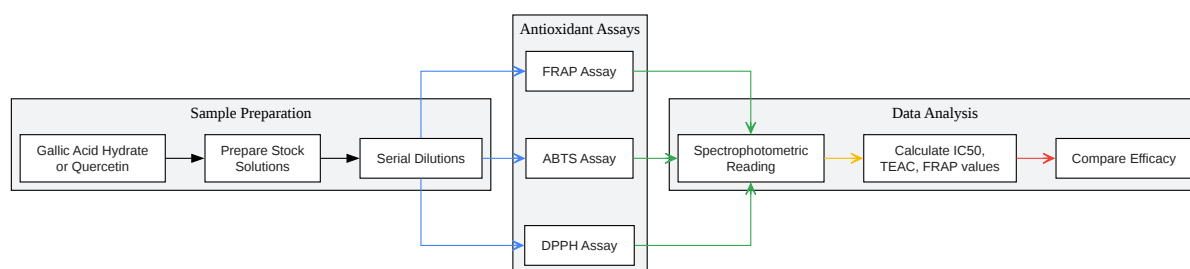 Antioxidant Assays
FRAP Assay
Sample Preparation
Data Analysis
Gallic Acid Hydrate
or Quercetin
Prepare Stock
Solutions
Serial Dilutions
ABTS Assay
Spectrophotometric
Reading
Calculate IC50,
TEAC, FRAP values
Compare Efficacy
DPPH Assay